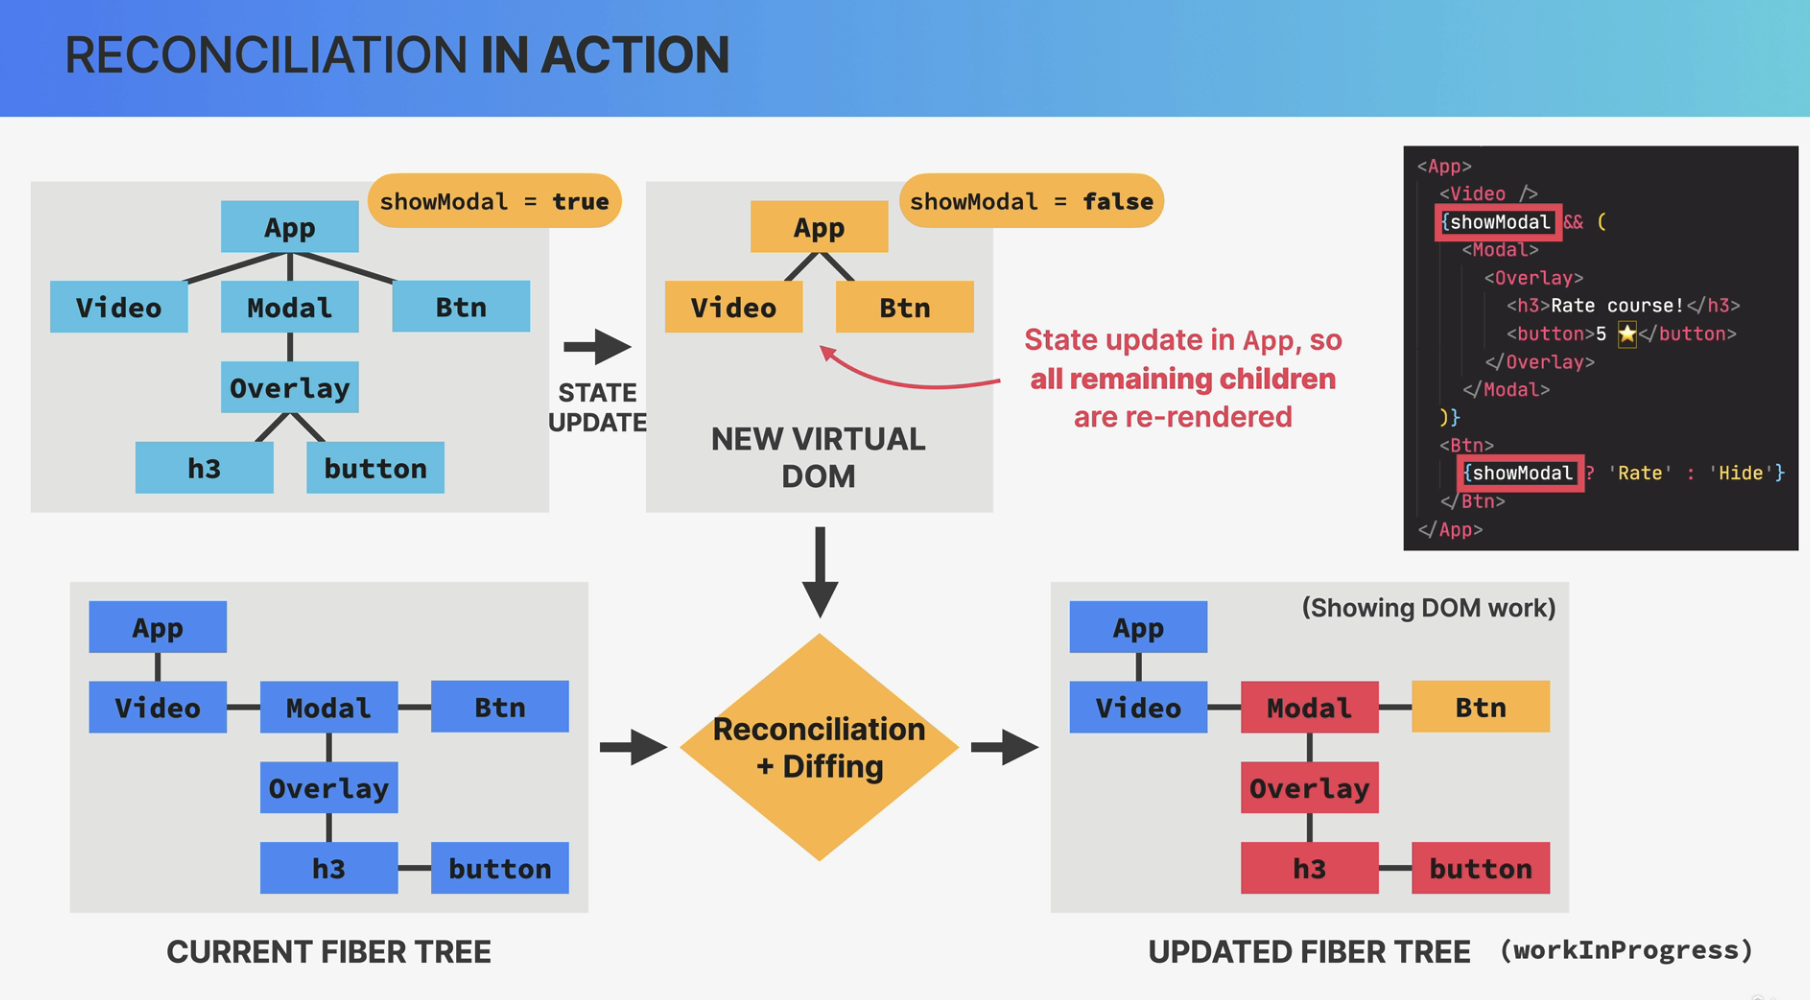 RECONCILIATION IN ACTION
showModal = true
App
Video
Modal
Btn
Overlay
h3
button
STATE
UPDATE
showModal = false
App
Video
Btn
NEW VIRTUAL
DOM
State update in App, so
all remaining children
are re-rendered
<App>
<Video />
{showModal && (
<Modal>
<Overlay>
<h3>Rate course!</h3>
<button>5 ⭐</button>
</Overlay>
</Modal>
)}
<Btn>
{showModal ? 'Rate' : 'Hide'}
</Btn>
</App>
App
Video
Modal
Btn
Overlay
h3
button
CURRENT FIBER TREE
Reconciliation
+ Diffing
(Showing DOM work)
App
Video
Modal
Btn
Overlay
h3
button
UPDATED FIBER TREE (workInProgress)